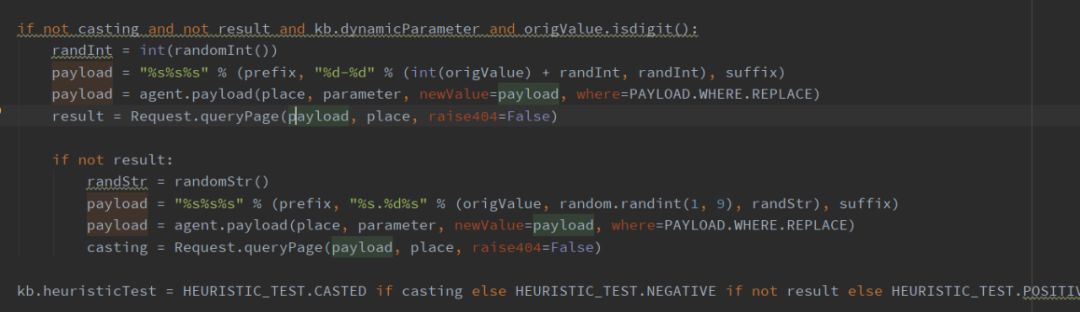 if not casting and not result and kb.dynamicParameter and origValue.isdigit():
randInt = int(randomInt())
payload = "%s%s%s" % (prefix, "%d-%d" % (int(origValue) + randInt, randInt), suffix)
payload = agent.payload(place, parameter, newValue=payload, where=PAYLOAD.WHERE.REPLACE)
result = Request.queryPage(payload, place, raise404=False)
if not result:
randStr = randomStr()
payload = "%s%s%s" % (prefix, "%s.%d%s" % (origValue, random.randint(1, 9), randStr), suffix)
payload = agent.payload(place, parameter, newValue=payload, where=PAYLOAD.WHERE.REPLACE)
casting = Request.queryPage(payload, place, raise404=False)
kb.heuristicTest = HEURISTIC_TEST.CASTED if casting else HEURISTIC_TEST.NEGATIVE if not result else HEURISTIC_TEST.POSITIV